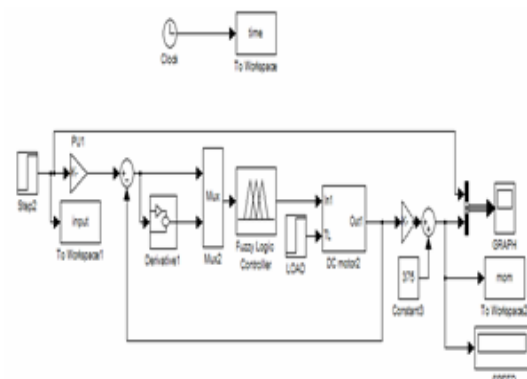 time
Clock
To Workspace
PU1
Step2
input
To Workspace1
Derivative1
Mux
Mux2
Fuzzy Logic
Controller
LOAD
In1
TL
Out1
DC motor2
375
Constant3
GRAPH
mom
To Workspace2